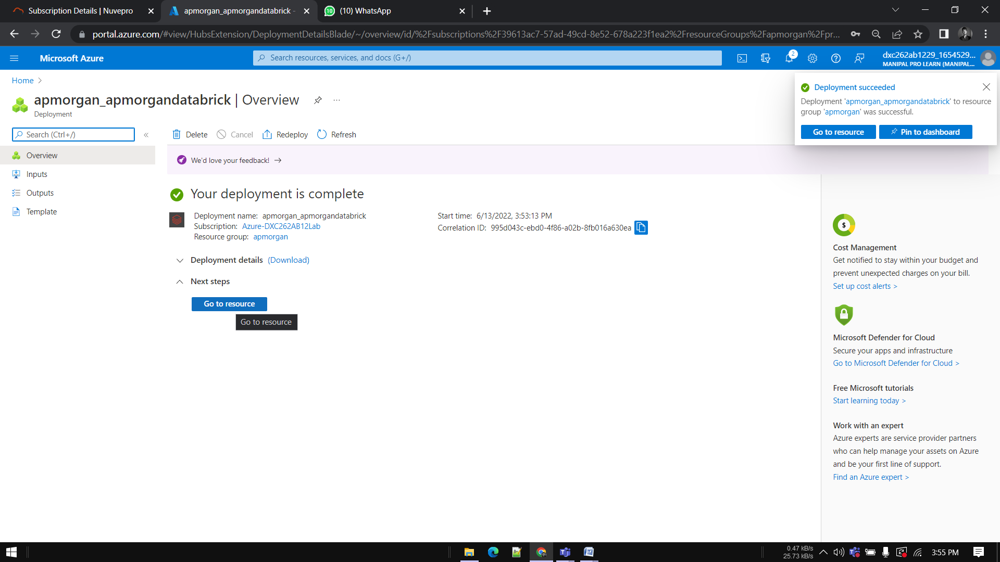 Subscription Details | Nuvepro
apmorgan_apmorgandatabrick -
(10) WhatsApp
portal.azure.com/#view/HubsExtension/DeploymentDetailsBlade/~/overview/id/%2Fsubscriptions%2F39613ac7-57ad-49cd-8e52-678a223f1ea2%2FresourceGroups%2Fapmorgan%2Fpr...
Microsoft Azure
Search resources, services, and docs (G+/)
2
dxc262ab1229_1654529...
MANIPAL PRO LEARN (MANIPAL...
Home
apmorgan_apmorgandatabrick | Overview
...
Deployment
Deployment succeeded
Deployment 'apmorgan_apmorgandatabrick' to resource
group 'apmorgan' was successful.
Go to resource
Pin to dashboard
Search (Ctrl+/)
«
Overview
Inputs
Outputs
Template
Delete
Cancel
Redeploy
Refresh
We'd love your feedback! →
Your deployment is complete
Deployment name: apmorgan_apmorgandatabrick
Subscription: Azure-DXC262AB12Lab
Resource group: apmorgan
Start time: 6/13/2022, 3:53:13 PM
Correlation ID: 995d043c-ebd0-4f86-a02b-8fb016a630ea
Deployment details (Download)
Next steps
Go to resource
Go to resource
Cost Management
Get notified to stay within your budget and
prevent unexpected charges on your bill.
Set up cost alerts >
Microsoft Defender for Cloud
Secure your apps and infrastructure
Go to Microsoft Defender for Cloud >
Free Microsoft tutorials
Start learning today >
Work with an expert
Azure experts are service provider partners
who can help manage your assets on Azure
and be your first line of support.
Find an Azure expert >
0.47 kB/s
25.73 kB/s
3:55 PM